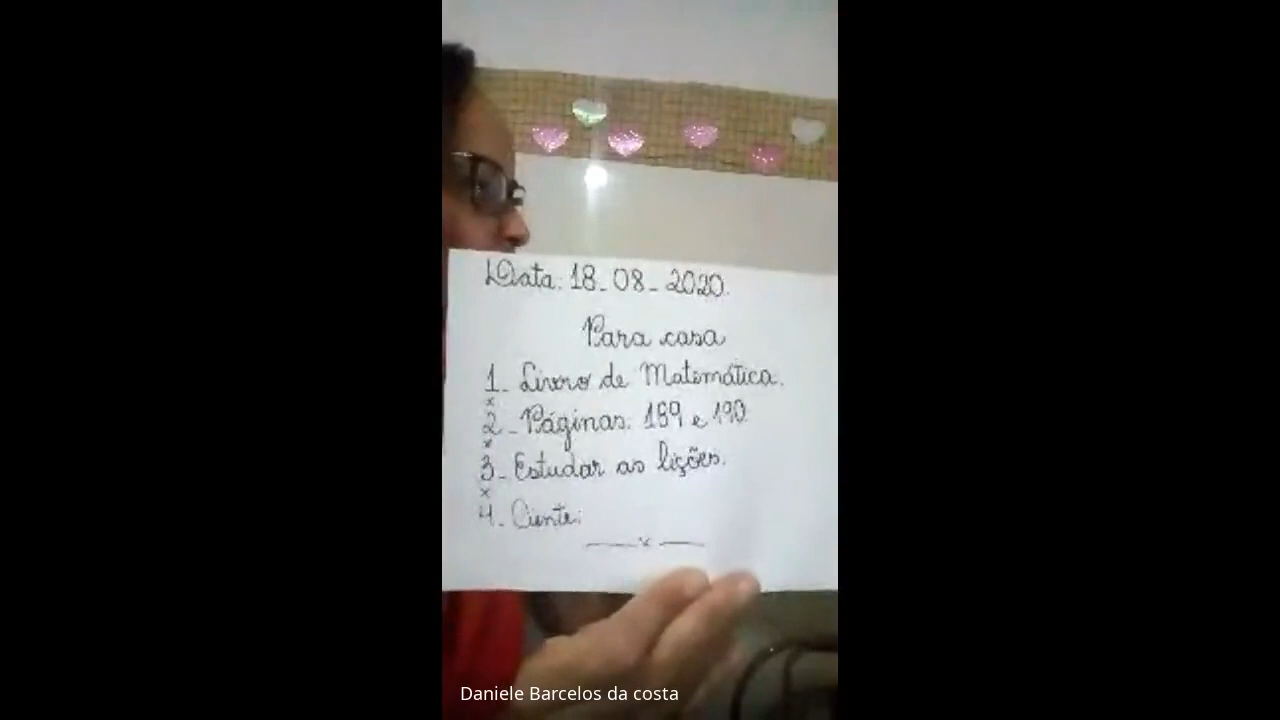 Data: 18-08-2020.
Para casa
1- Livro de Matemática.
x
2- Páginas: 189 e 190
x
3- Estudar as lições.
x
4- Ciente:
x
Daniele Barcelos da costa